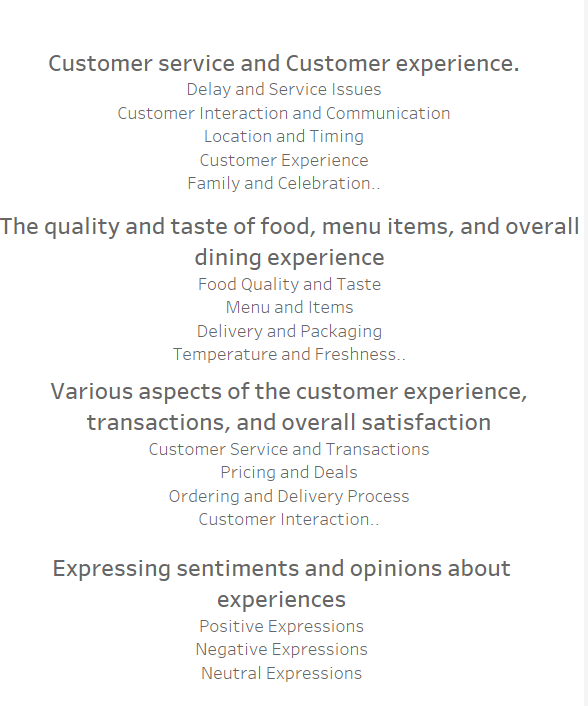 Customer service and Customer experience.
Delay and Service Issues
Customer Interaction and Communication
Location and Timing
Customer Experience
Family and Celebration..
The quality and taste of food, menu items, and overall
dining experience
Food Quality and Taste
Menu and Items
Delivery and Packaging
Temperature and Freshness..
Various aspects of the customer experience,
transactions, and overall satisfaction
Customer Service and Transactions
Pricing and Deals
Ordering and Delivery Process
Customer Interaction..
Expressing sentiments and opinions about
experiences
Positive Expressions
Negative Expressions
Neutral Expressions